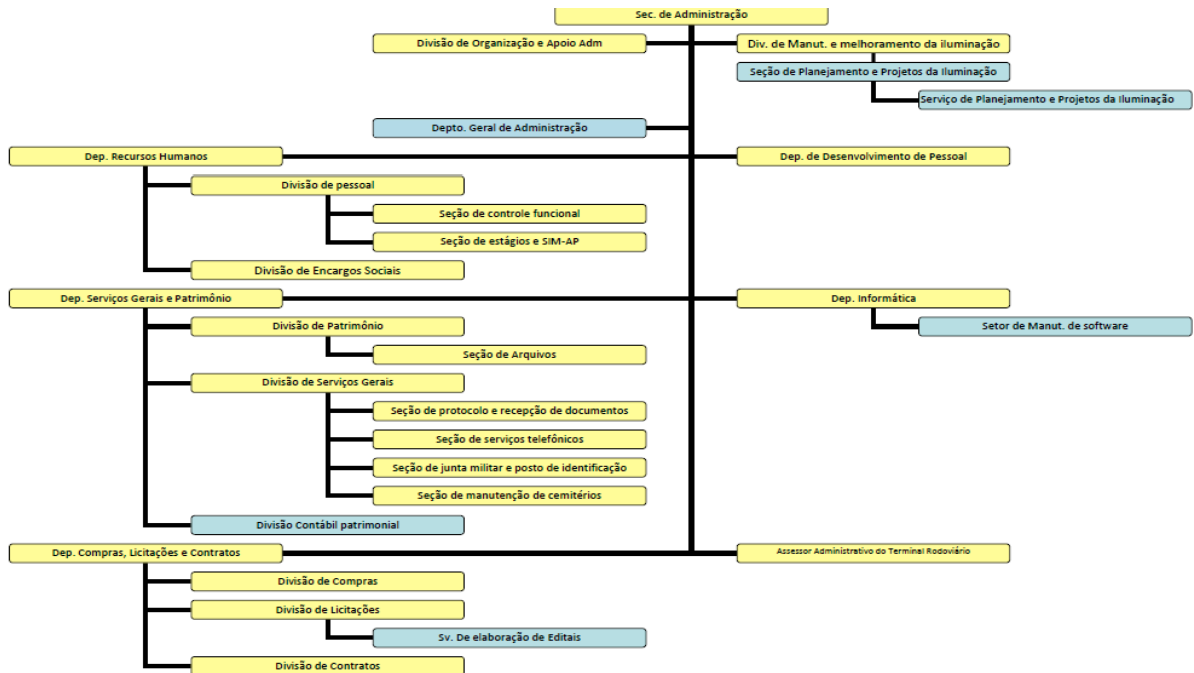 Sec. de Administração
Divisão de Organização e Apoio Adm
Div. de Manut. e melhoramento da iluminação
Seção de Planejamento e Projetos da Iluminação
Serviço de Planejamento e Projetos da Iluminação
Depto. Geral de Administração
Dep. Recursos Humanos
Dep. de Desenvolvimento de Pessoal
Divisão de pessoal
Seção de controle funcional
Seção de estágios e SIM-AP
Divisão de Encargos Sociais
Dep. Serviços Gerais e Patrimônio
Dep. Informática
Divisão de Patrimônio
Setor de Manut. de software
Seção de Arquivos
Divisão de Serviços Gerais
Seção de protocolo e recepção de documentos
Seção de serviços telefônicos
Seção de junta militar e posto de identificação
Seção de manutenção de cemitérios
Divisão Contábil patrimonial
Dep. Compras, Licitações e Contratos
Assessor Administrativo do Terminal Rodoviário
Divisão de Compras
Divisão de Licitações
Sv. De elaboração de Editais
Divisão de Contratos